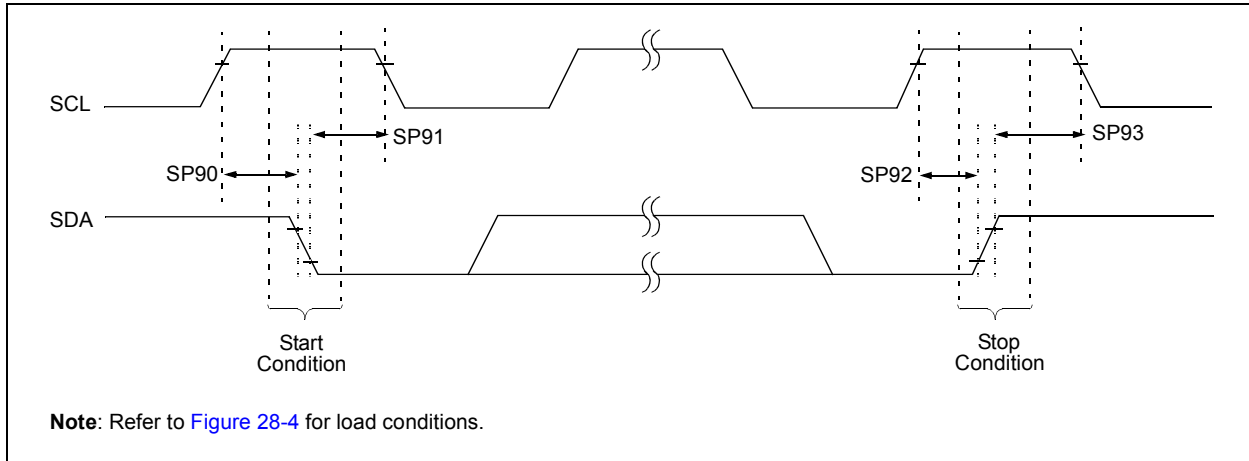 SCL
SP91
SP93
SP90
SP92
SDA
Start
Condition
Stop
Condition
Note: Refer to Figure 28-4 for load conditions.